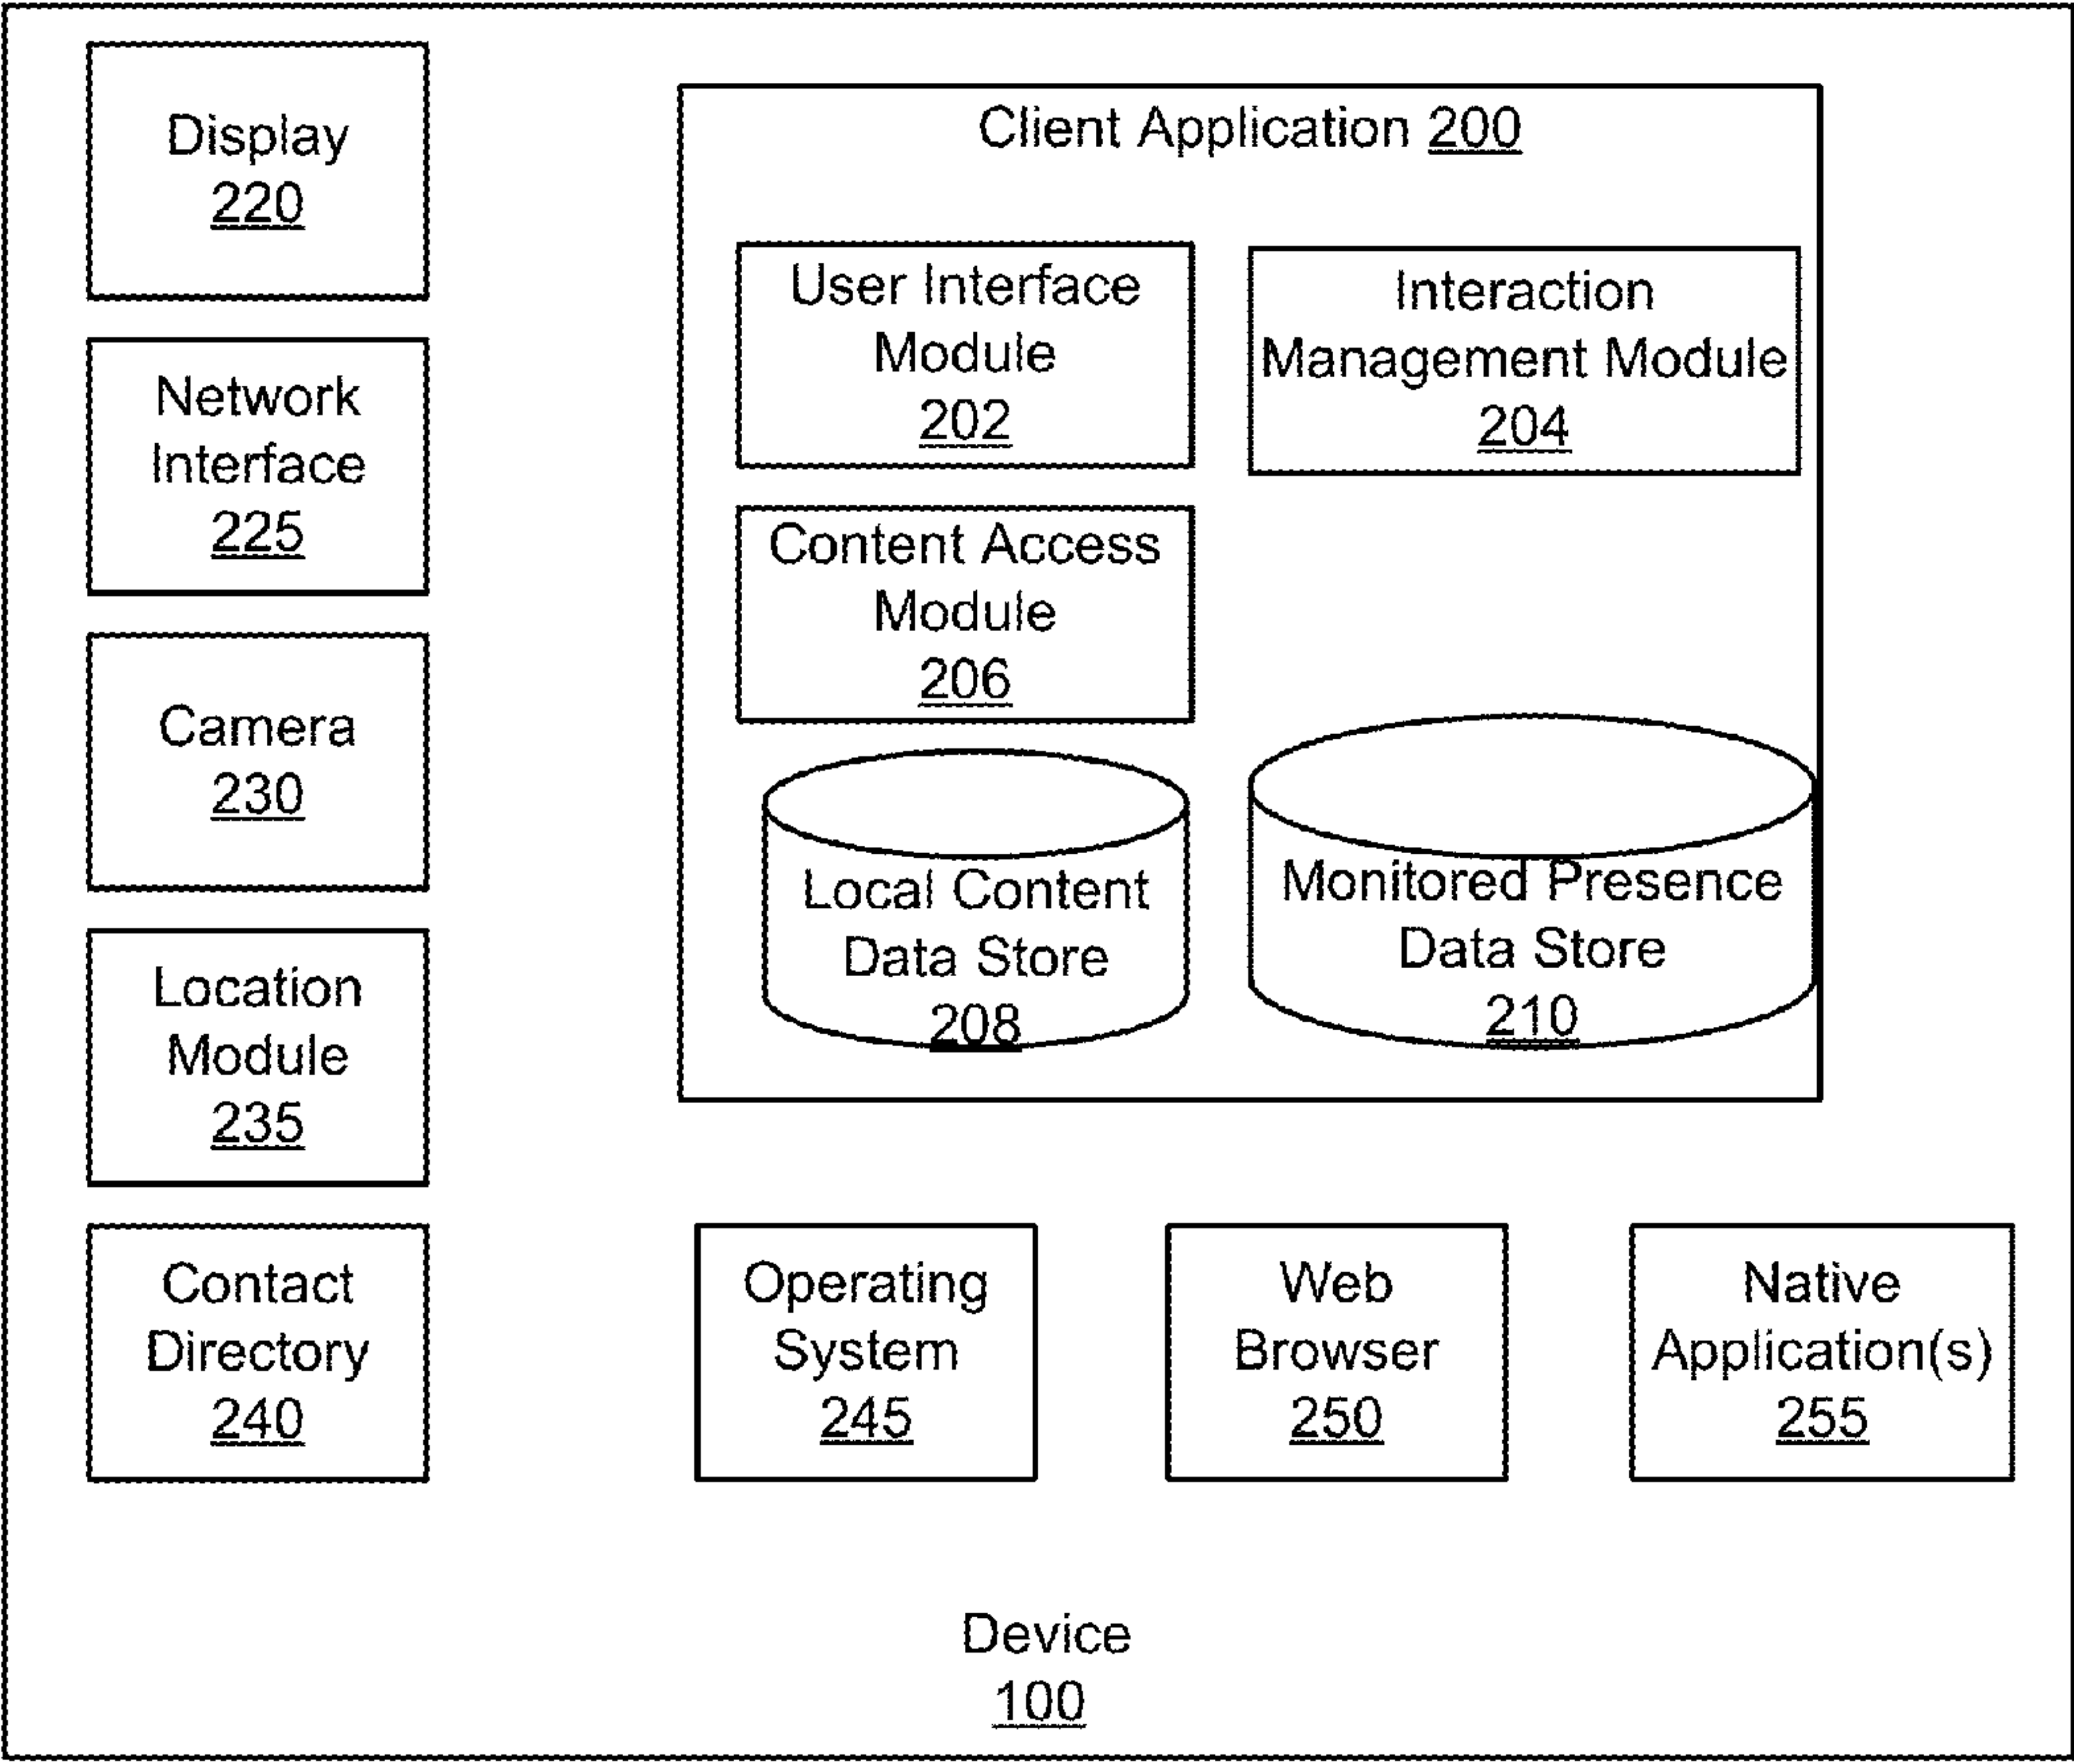 Display
220
Network
Interface
225
Camera
230
Location
Module
235
Contact
Directory
240
Client Application 200
User Interface
Module
202
Interaction
Management Module
204
Content Access
Module
206
Local Content
Data Store
208
Monitored Presence
Data Store
210
Operating
System
245
Web
Browser
250
Native
Application(s)
255
Device
100